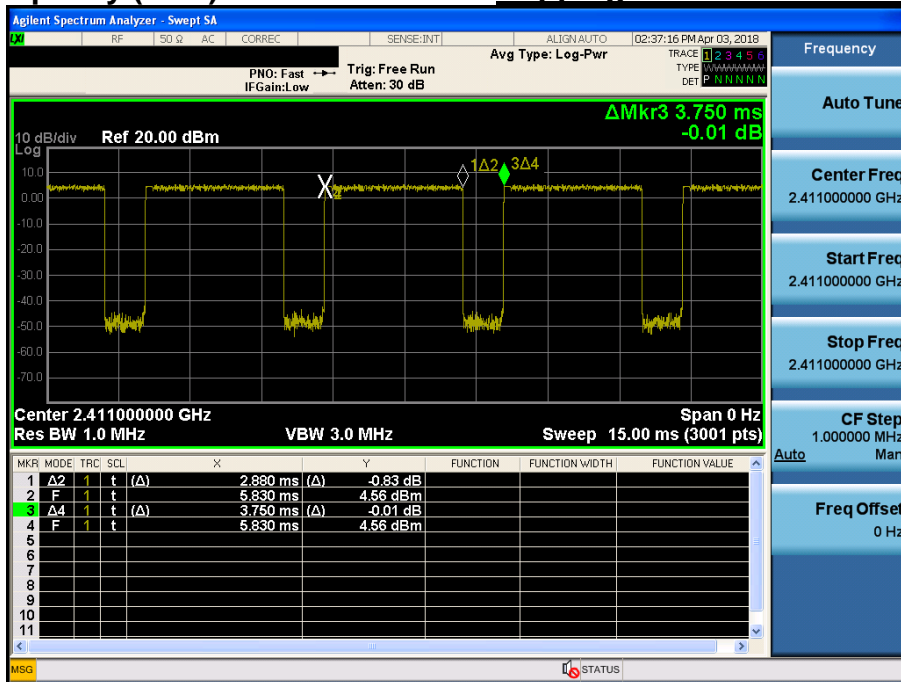 Agilent Spectrum Analyzer - Swept SA
LXI RF 50 Ω AC CORREC SENSE:INT ALIGN AUTO 02:37:16 PM Apr 03, 2018
PNO: Fast
IFGain:Low
Trig: Free Run
Atten: 30 dB
Avg Type: Log-Pwr
TRACE 1 2 3 4 5 6
TYPE WWWWWW
DET P N N N N N
ΔMkr3 3.750 ms
-0.01 dB
10 dB/div Ref 20.00 dBm
Log
10.0
0.00
-10.0
-20.0
-30.0
-40.0
-50.0
-60.0
-70.0
1Δ2 3Δ4
Center 2.411000000 GHz Span 0 Hz
Res BW 1.0 MHz VBW 3.0 MHz Sweep 15.00 ms (3001 pts)
MKR MODE TRC SCL X Y FUNCTION FUNCTION WIDTH FUNCTION VALUE
1 Δ2 1 t (Δ) 2.880 ms (Δ) -0.83 dB
2 F 1 t 5.830 ms 4.56 dBm
3 Δ4 1 t (Δ) 3.750 ms (Δ) -0.01 dB
4 F 1 t 5.830 ms 4.56 dBm
5
6
7
8
9
10
11
MSG STATUS
Frequency
Auto Tune
Center Freq
2.411000000 GHz
Start Freq
2.411000000 GHz
Stop Freq
2.411000000 GHz
CF Step
1.000000 MHz
Auto Man
Freq Offset
0 Hz